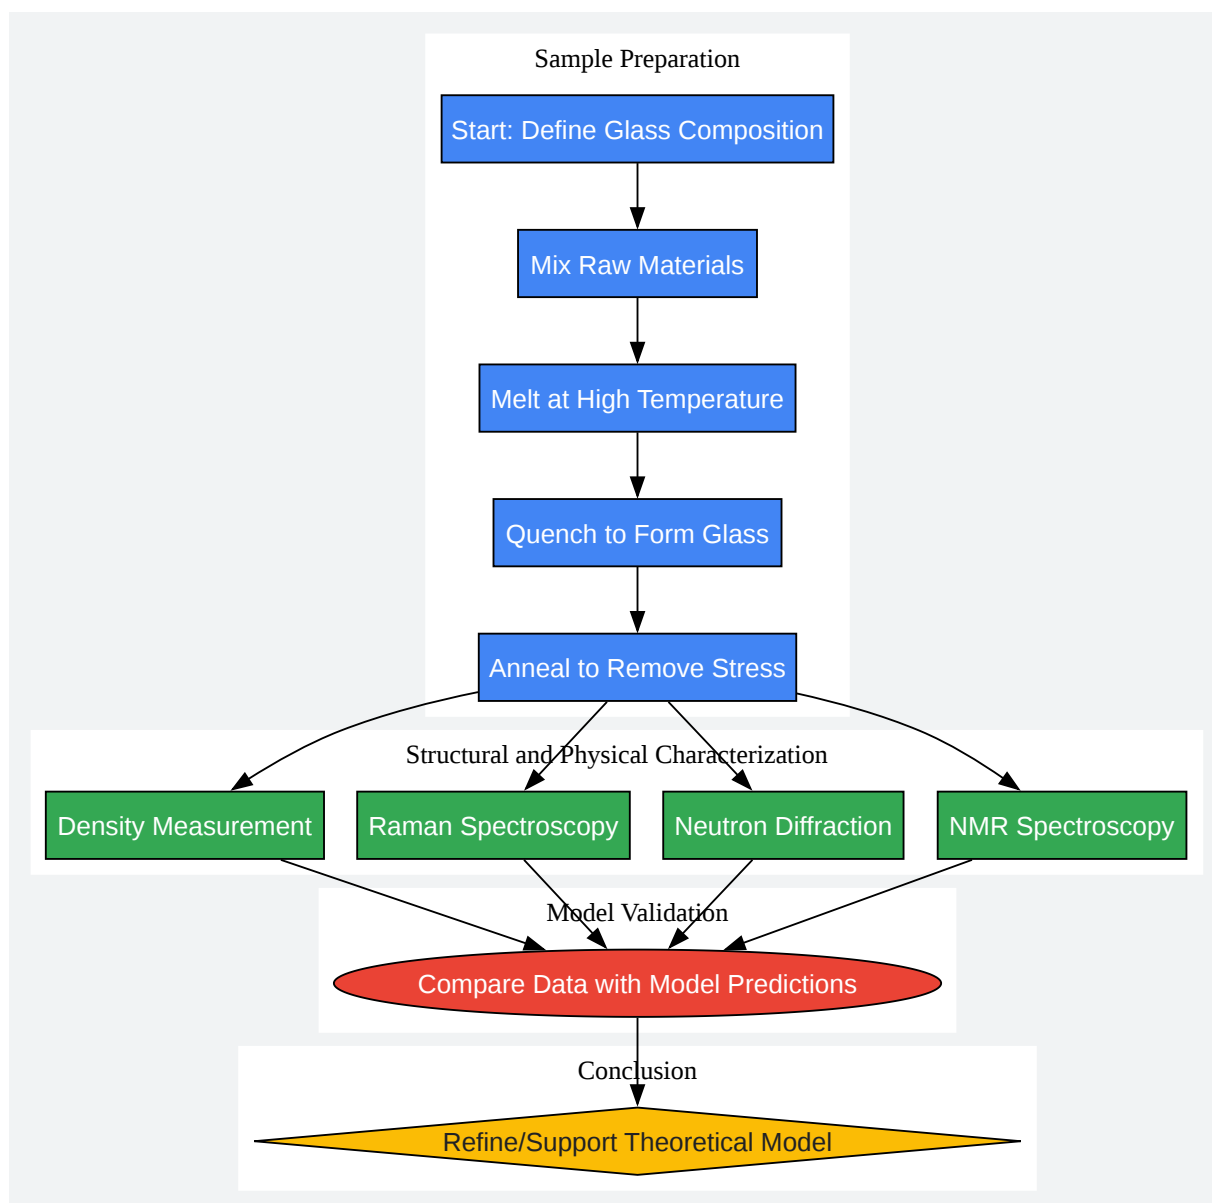 Sample Preparation
Start: Define Glass Composition
Mix Raw Materials
Melt at High Temperature
Quench to Form Glass
Anneal to Remove Stress
Structural and Physical Characterization
Density Measurement
Raman Spectroscopy
Neutron Diffraction
NMR Spectroscopy
Model Validation
Compare Data with Model Predictions
Conclusion
Refine/Support Theoretical Model